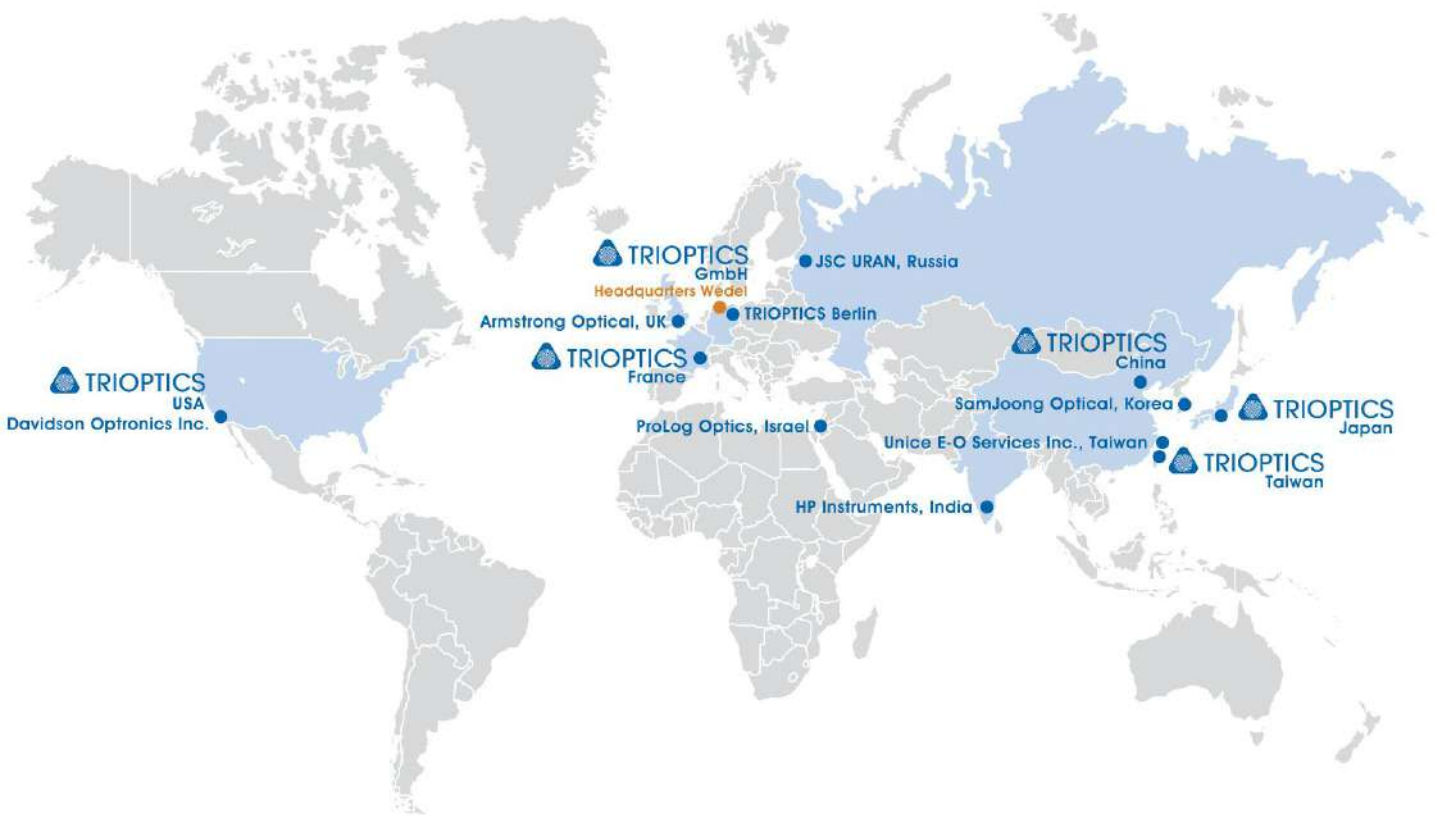 TRIOPTICS
GmbH
Headquarters Wedel
JSC URAN, Russia
TRIOPTICS Berlin
Armstrong Optical, UK
TRIOPTICS
France
TRIOPTICS
China
TRIOPTICS
USA
Davidson Optronics Inc.
SamJoong Optical, Korea
TRIOPTICS
Japan
ProLog Optics, Israel
Unice E-O Services Inc., Taiwan
TRIOPTICS
Taiwan
HP Instruments, India